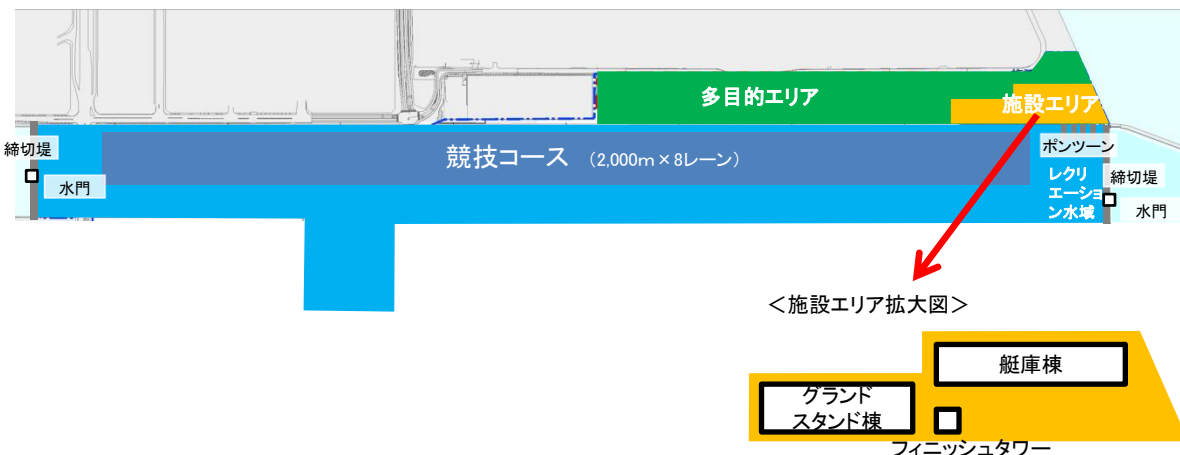 多目的エリア
施設エリア
締切堤
水門
競技コース （2,000m×8レーン）
ポンツーン
レクリ
エーショ
ン水域
締切堤
水門
＜施設エリア拡大図＞
艇庫棟
グランド
スタンド棟
フィニッシュタワー